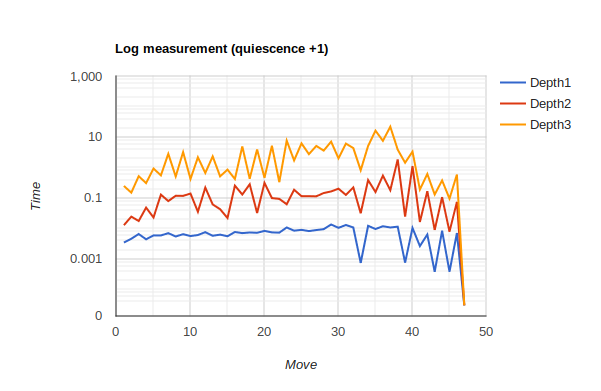 Log measurement (quiescence +1)
1,000
10
0.1
0.001
0
Time
0 10 20 30 40 50
Move
Depth1
Depth2
Depth3